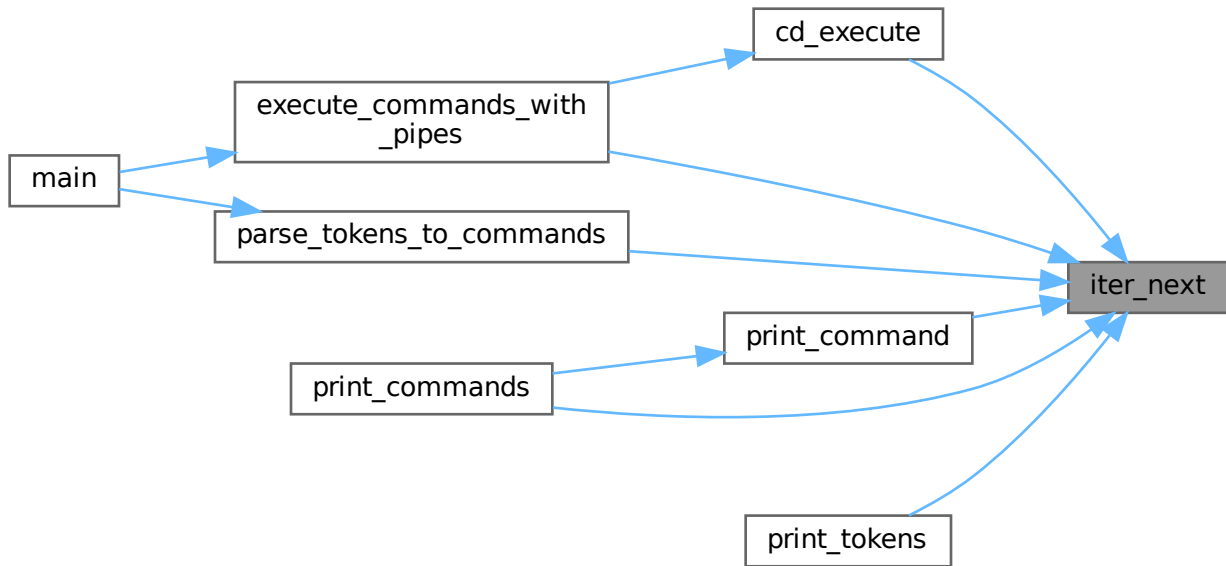 cd_execute
execute_commands_with
_pipes
main
parse_tokens_to_commands
iter_next
print_command
print_commands
print_tokens